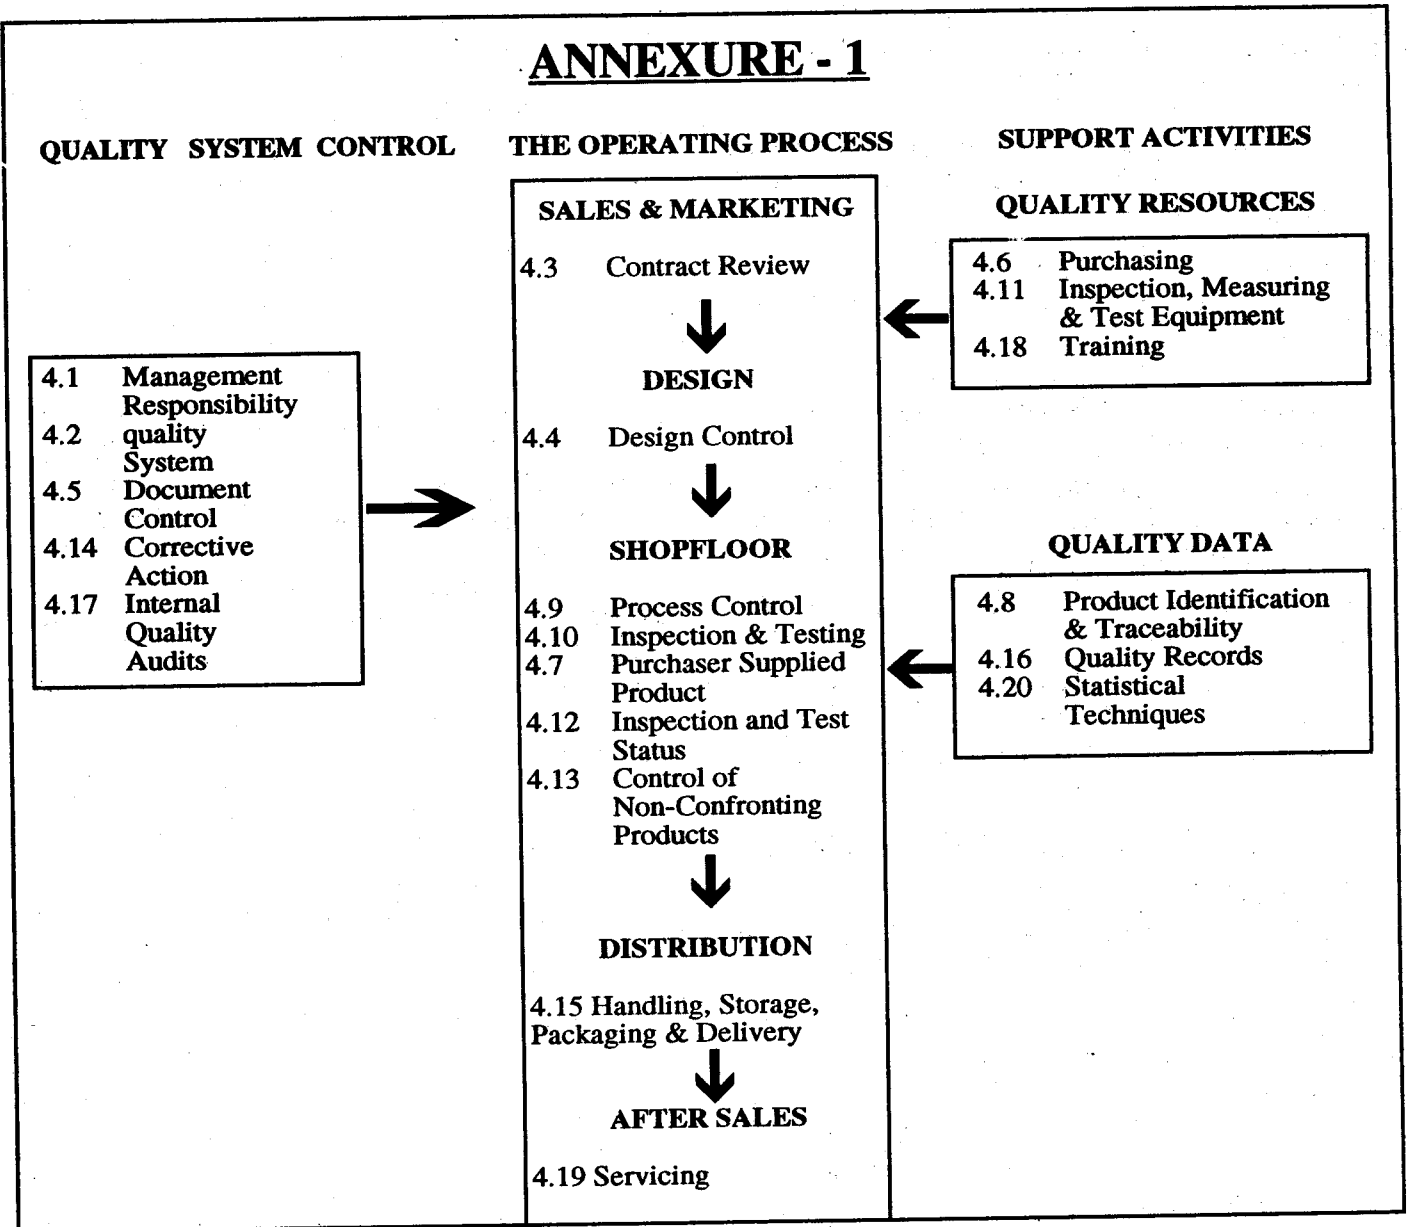 ANNEXURE - 1
QUALITY SYSTEM CONTROL
4.1 Management
Responsibility
4.2 quality
System
4.5 Document
Control
4.14 Corrective
Action
4.17 Internal
Quality
Audits
THE OPERATING PROCESS
SALES & MARKETING
4.3 Contract Review
DESIGN
4.4 Design Control
SHOPFLOOR
4.9 Process Control
4.10 Inspection & Testing
4.7 Purchaser Supplied
Product
4.12 Inspection and Test
Status
4.13 Control of
Non-Confronting
Products
DISTRIBUTION
4.15 Handling, Storage,
Packaging & Delivery
AFTER SALES
4.19 Servicing
SUPPORT ACTIVITIES
QUALITY RESOURCES
4.6 Purchasing
4.11 Inspection, Measuring
& Test Equipment
4.18 Training
QUALITY DATA
4.8 Product Identification
& Traceability
4.16 Quality Records
4.20 Statistical
Techniques